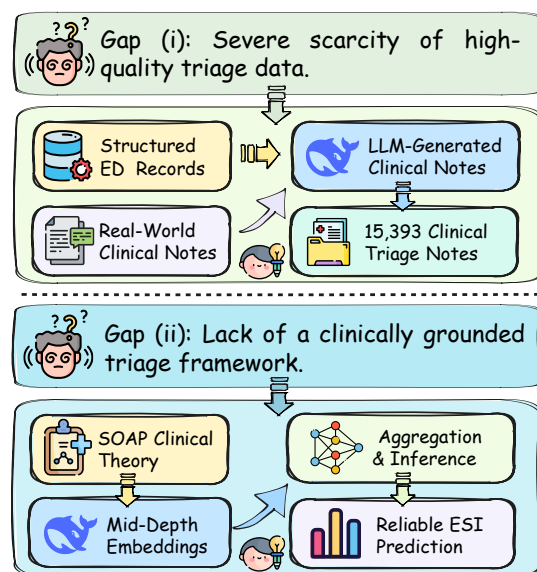 ? ? ?
Gap (i): Severe scarcity of high-
quality triage data.
Structured
ED Records
LLM-Generated
Clinical Notes
Real-World
Clinical Notes
15,393 Clinical
Triage Notes
? ? ?
Gap (ii): Lack of a clinically grounded
triage framework.
SOAP Clinical
Theory
Aggregation
& Inference
Mid-Depth
Embeddings
Reliable ESI
Prediction